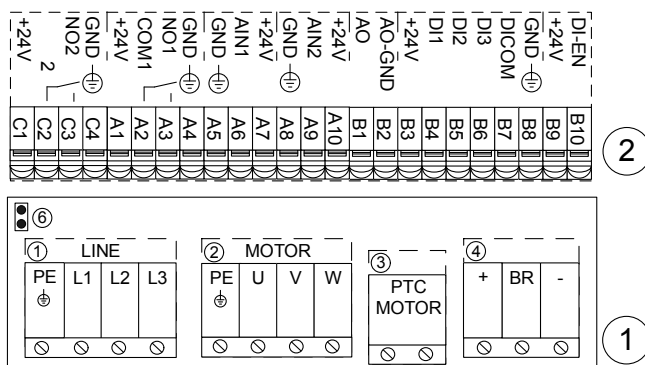 +24V 2 NO2 GND +24V COM1 NO1 GND GND AIN1 +24V GND AIN2 +24V AO AO-GND +24V DI1 DI2 DI3 DICOM GND +24V DI-EN
C1 C2 C3 C4 A1 A2 A3 A4 A5 A6 A7 A8 A9 A10 B1 B2 B3 B4 B5 B6 B7 B8 B9 B10
2
6
1 LINE 2 MOTOR 3 4
PE L1 L2 L3 PE U V W PTC + BR -
MOTOR
1